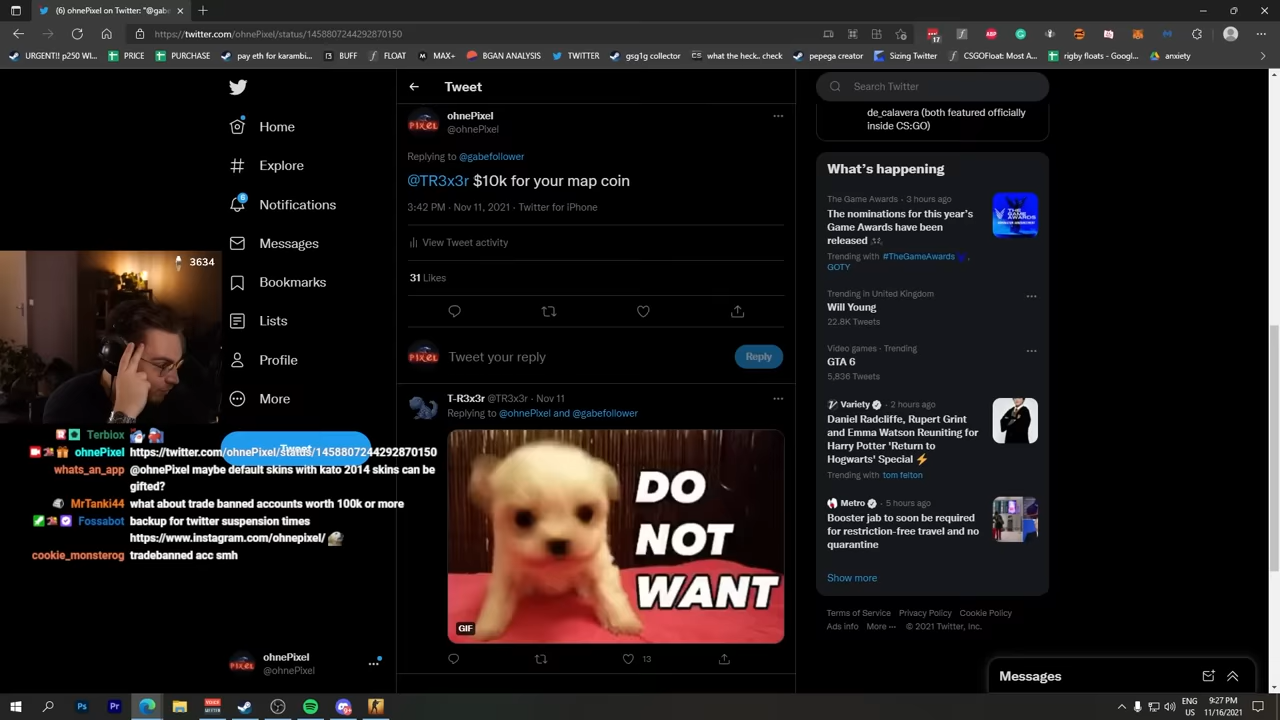 (6) ohnePixel on Twitter: "@gabe
https://twitter.com/ohnePixel/status/1458807244292870150
URGENT!! p250 WI...
PRICE
PURCHASE
pay eth for karambi...
BUFF
FLOAT
MAX+
BGAN ANALYSIS
TWITTER
gsg1g collector
what the heck.. check
pepega creator
Sizing Twitter
CSGOFloat: Most A...
rigby floats - Googl...
anxiety
Home
Explore
Notifications
Messages
Bookmarks
Lists
Profile
More
Tweet
ohnePixel
@ohnePixel
Tweet
ohnePixel
@ohnePixel
Replying to @gabefollower
@TR3x3r $10k for your map coin
3:42 PM · Nov 11, 2021 · Twitter for iPhone
View Tweet activity
31 Likes
Tweet your reply
Reply
T-R3x3r @TR3x3r · Nov 11
Replying to @ohnePixel and @gabefollower
DO
NOT
WANT
GIF
13
3634
Terblox
ohnePixel https://twitter.com/ohnePixel/status/1458807244292870150
whats_an_app @ohnePixel maybe default skins with kato 2014 skins can be
gifted?
MrTanki44 what about trade banned accounts worth 100k or more
Fossabot backup for twitter suspension times
https://www.instagram.com/ohnepixel/
cookie_monsterog tradebanned acc smh
Search Twitter
de_calavera (both featured officially
inside CS:GO)
What's happening
The Game Awards · 3 hours ago
The nominations for this year's
Game Awards have been
released
Trending with #TheGameAwards ,
GOTY
Trending in United Kingdom
Will Young
22.8K Tweets
Video games · Trending
GTA 6
5,836 Tweets
Variety · 2 hours ago
Daniel Radcliffe, Rupert Grint
and Emma Watson Reuniting for
Harry Potter 'Return to
Hogwarts' Special ⚡
Trending with tom felton
Metro · 5 hours ago
Booster jab to soon be required
for restriction-free travel and no
quarantine
Show more
Terms of Service Privacy Policy Cookie Policy
Ads info More ··· © 2021 Twitter, Inc.
Messages
ENG
US
9:27 PM
11/16/2021